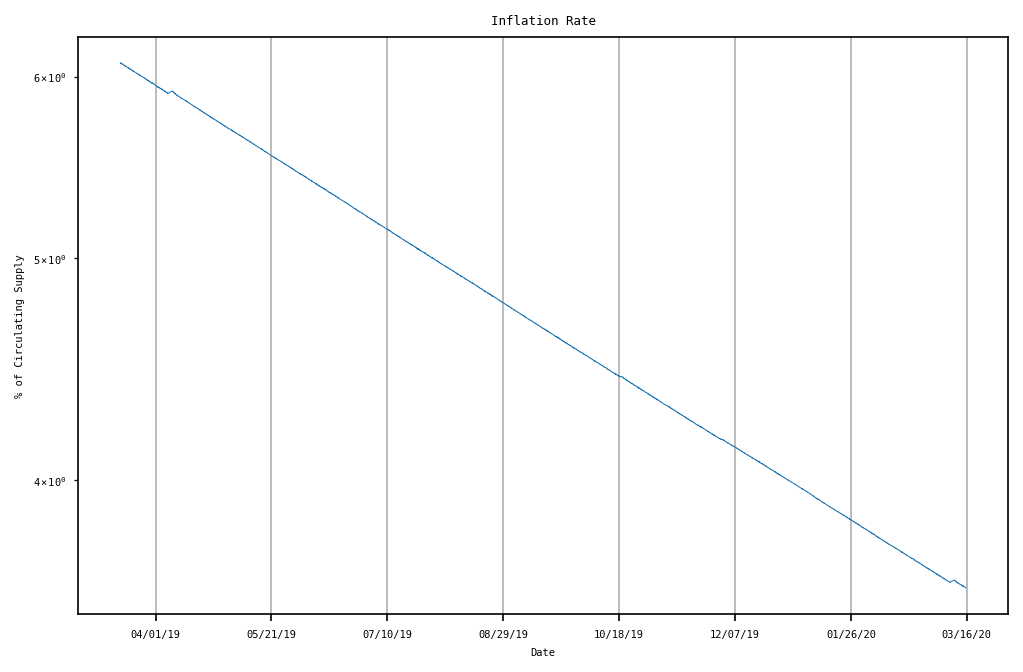 Inflation Rate
6×10⁰
5×10⁰
4×10⁰
% of Circulating Supply
04/01/19 05/21/19 07/10/19 08/29/19 10/18/19 12/07/19 01/26/20 03/16/20
Date